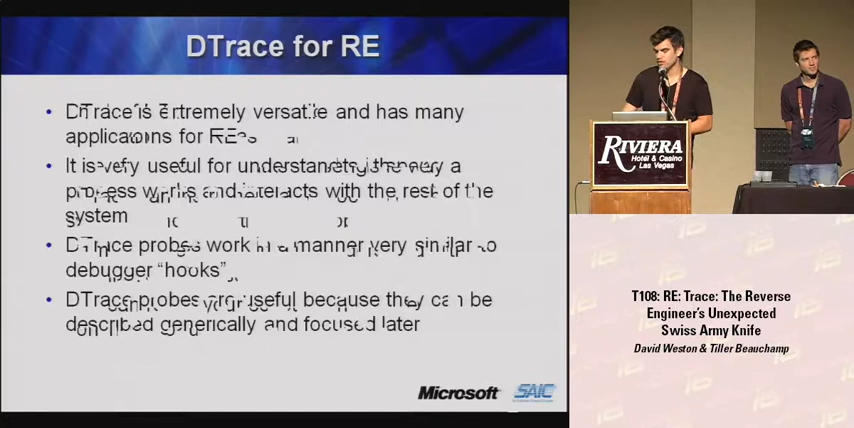 DTrace for RE
• DTrace is extremely versatile and has many
applications for RE
• It is very useful for understanding the way a
process works and interacts with the rest of the
system
• DTrace probes work in a manner very similar to
debugger “hooks”
• DTrace probes are useful because they can be
described generically and focused later
Microsoft
SAIC
RIVIERA
Hotel & Casino
Las Vegas
T108: RE: Trace: The Reverse
Engineer's Unexpected
Swiss Army Knife
David Weston & Tiller Beauchamp